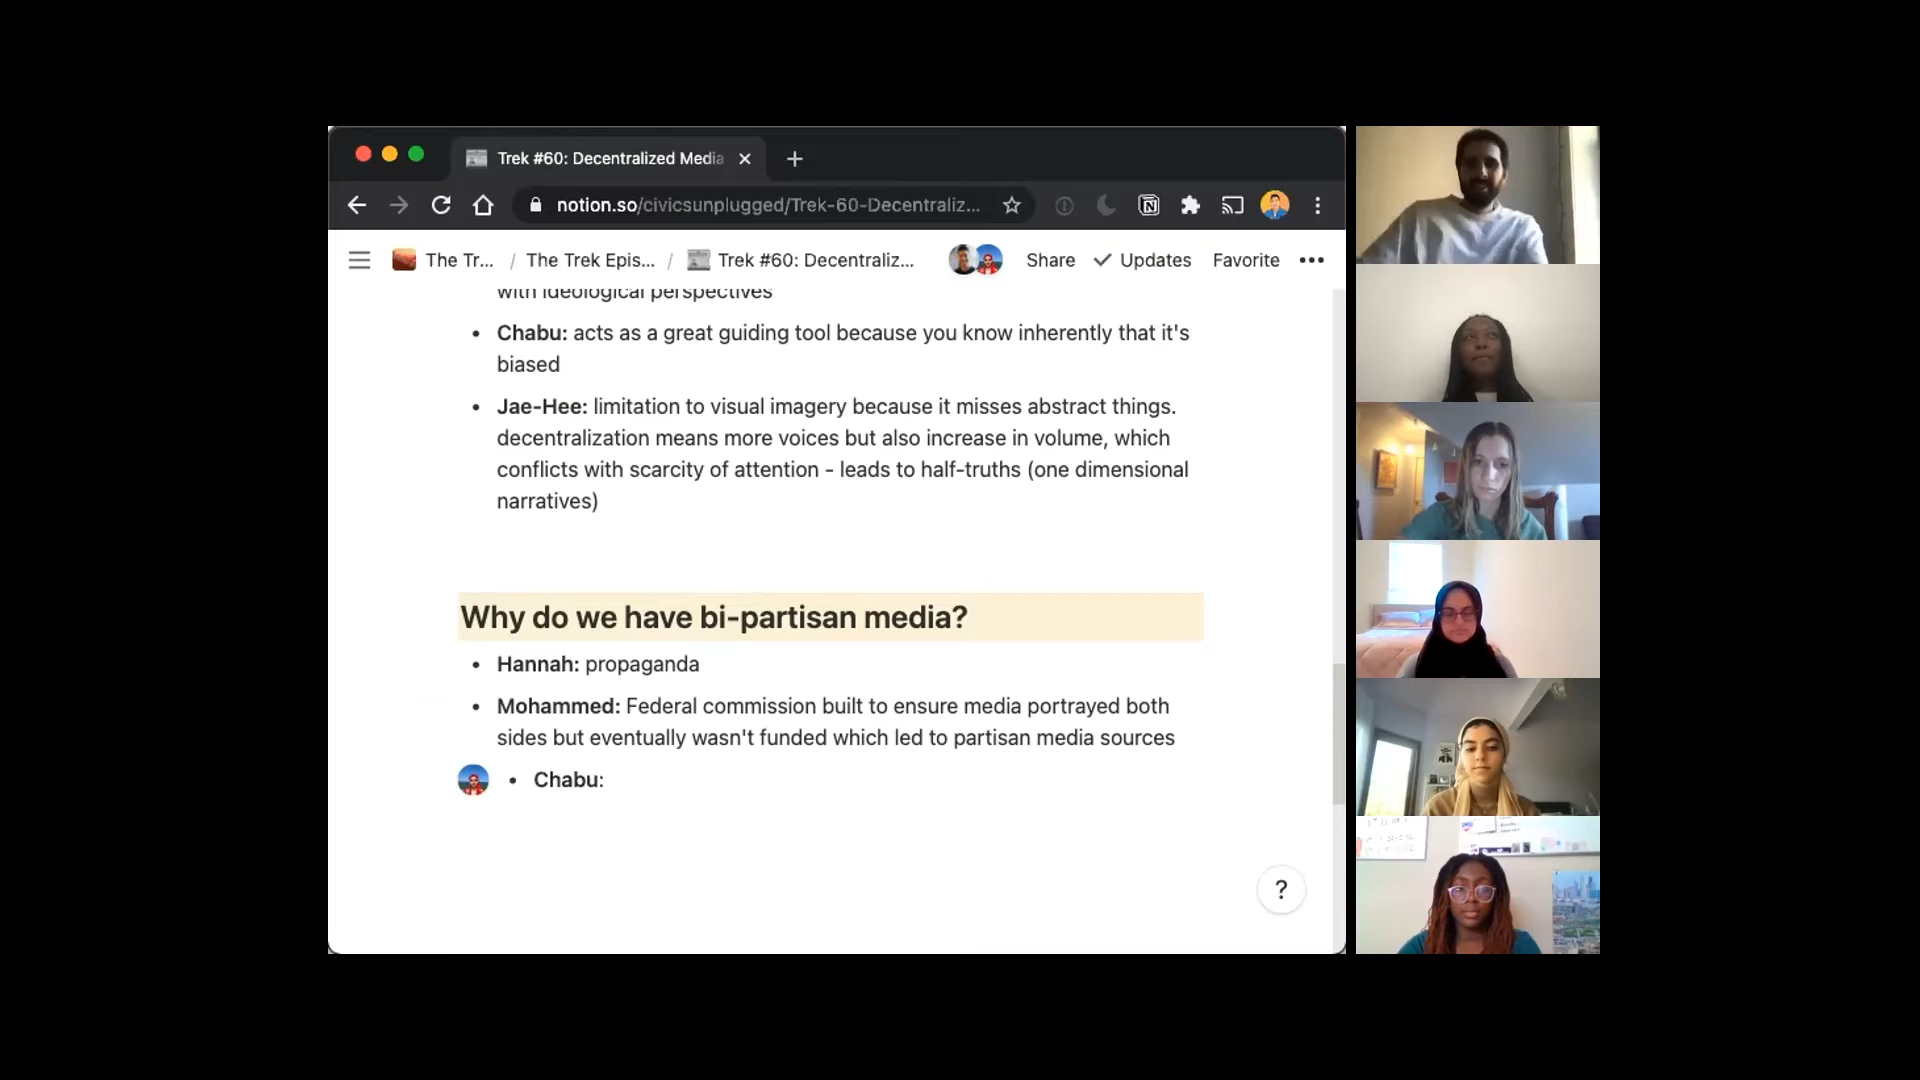 Trek #60: Decentralized Media
notion.so/civicsunplugged/Trek-60-Decentraliz...
The Tr... / The Trek Epis... / Trek #60: Decentraliz... Share Updates Favorite
with ideological perspectives
• Chabu: acts as a great guiding tool because you know inherently that it's
biased
• Jae-Hee: limitation to visual imagery because it misses abstract things.
decentralization means more voices but also increase in volume, which
conflicts with scarcity of attention - leads to half-truths (one dimensional
narratives)
Why do we have bi-partisan media?
• Hannah: propaganda
• Mohammed: Federal commission built to ensure media portrayed both
sides but eventually wasn't funded which led to partisan media sources
• Chabu:
?